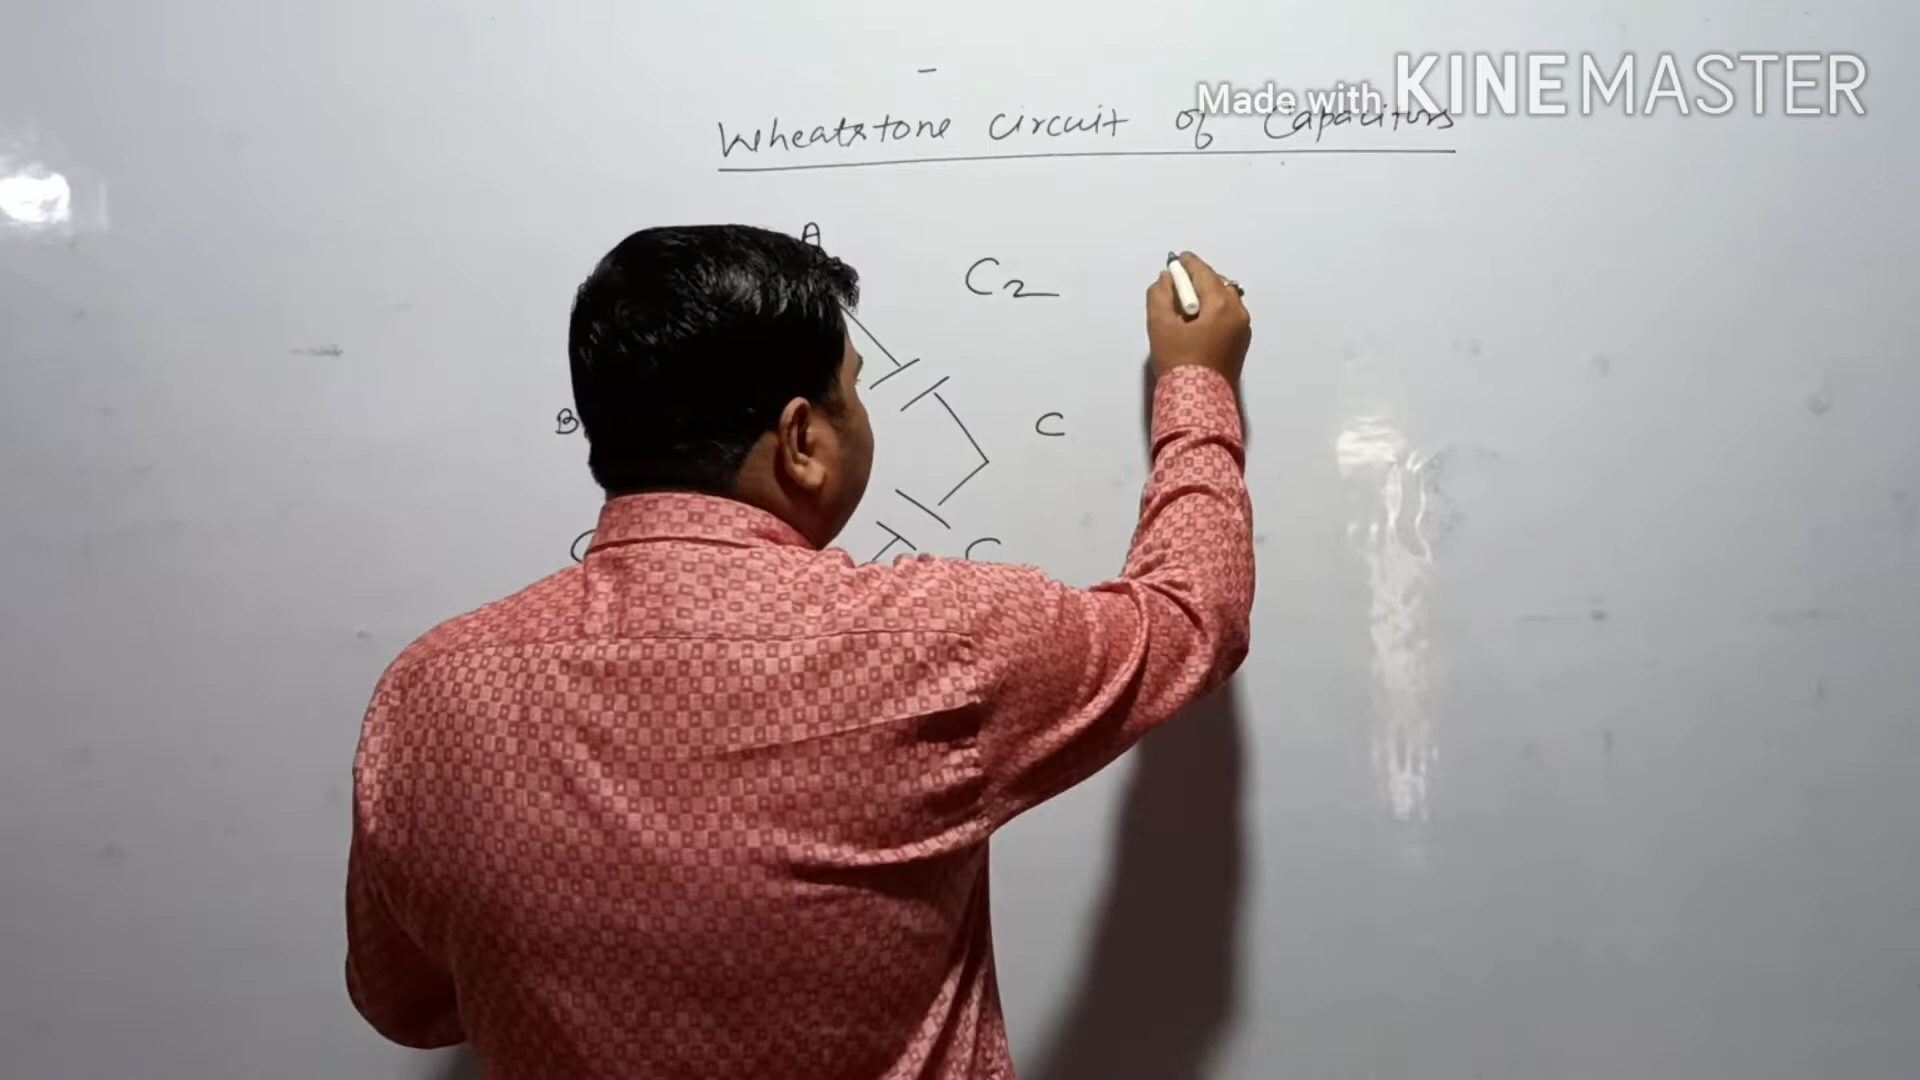 Made with KINEMASTER
Wheatstone circuit of Capacitors
A
C2
B
C
C